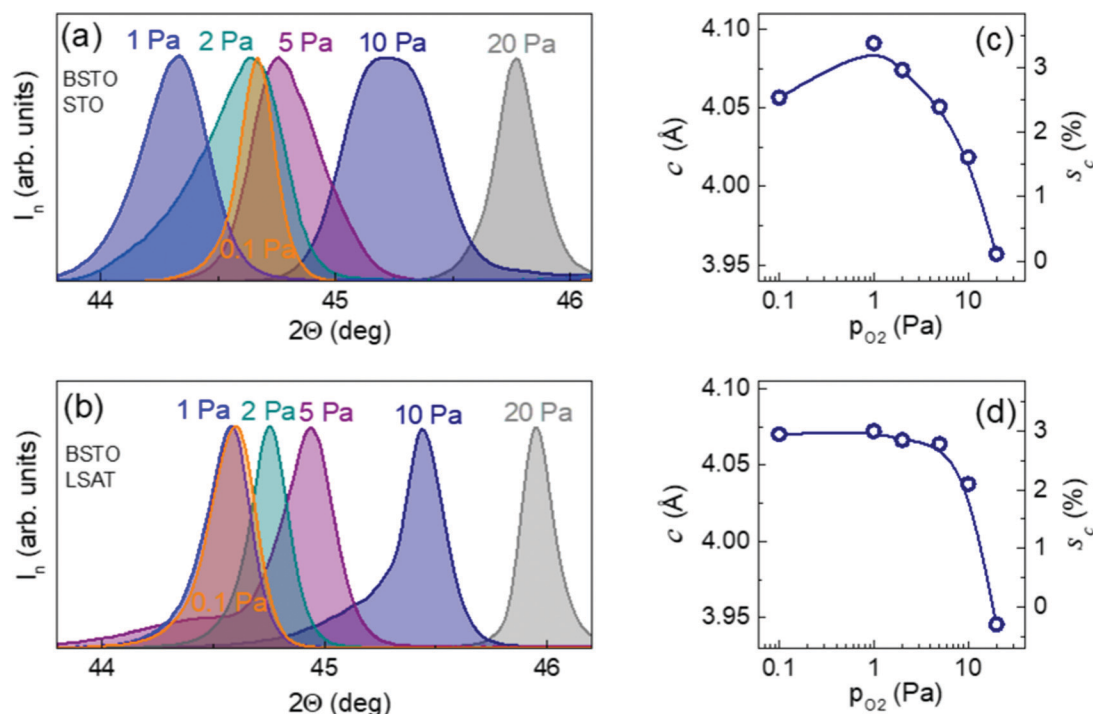 (a)
1 Pa 2 Pa 5 Pa 10 Pa 20 Pa
BSTO
STO
0.1 Pa
I_n (arb. units)
44 45 46
2Θ (deg)
(c)
4.10
4.05
4.00
3.95
c (Å)
3
2
1
0
s_c (%)
0.1 1 10
p_O2 (Pa)
(b)
1 Pa 2 Pa 5 Pa 10 Pa 20 Pa
BSTO
LSAT
0.1 Pa
I_n (arb. units)
44 45 46
2Θ (deg)
(d)
4.10
4.05
4.00
3.95
c (Å)
3
2
1
0
s_c (%)
0.1 1 10
p_O2 (Pa)